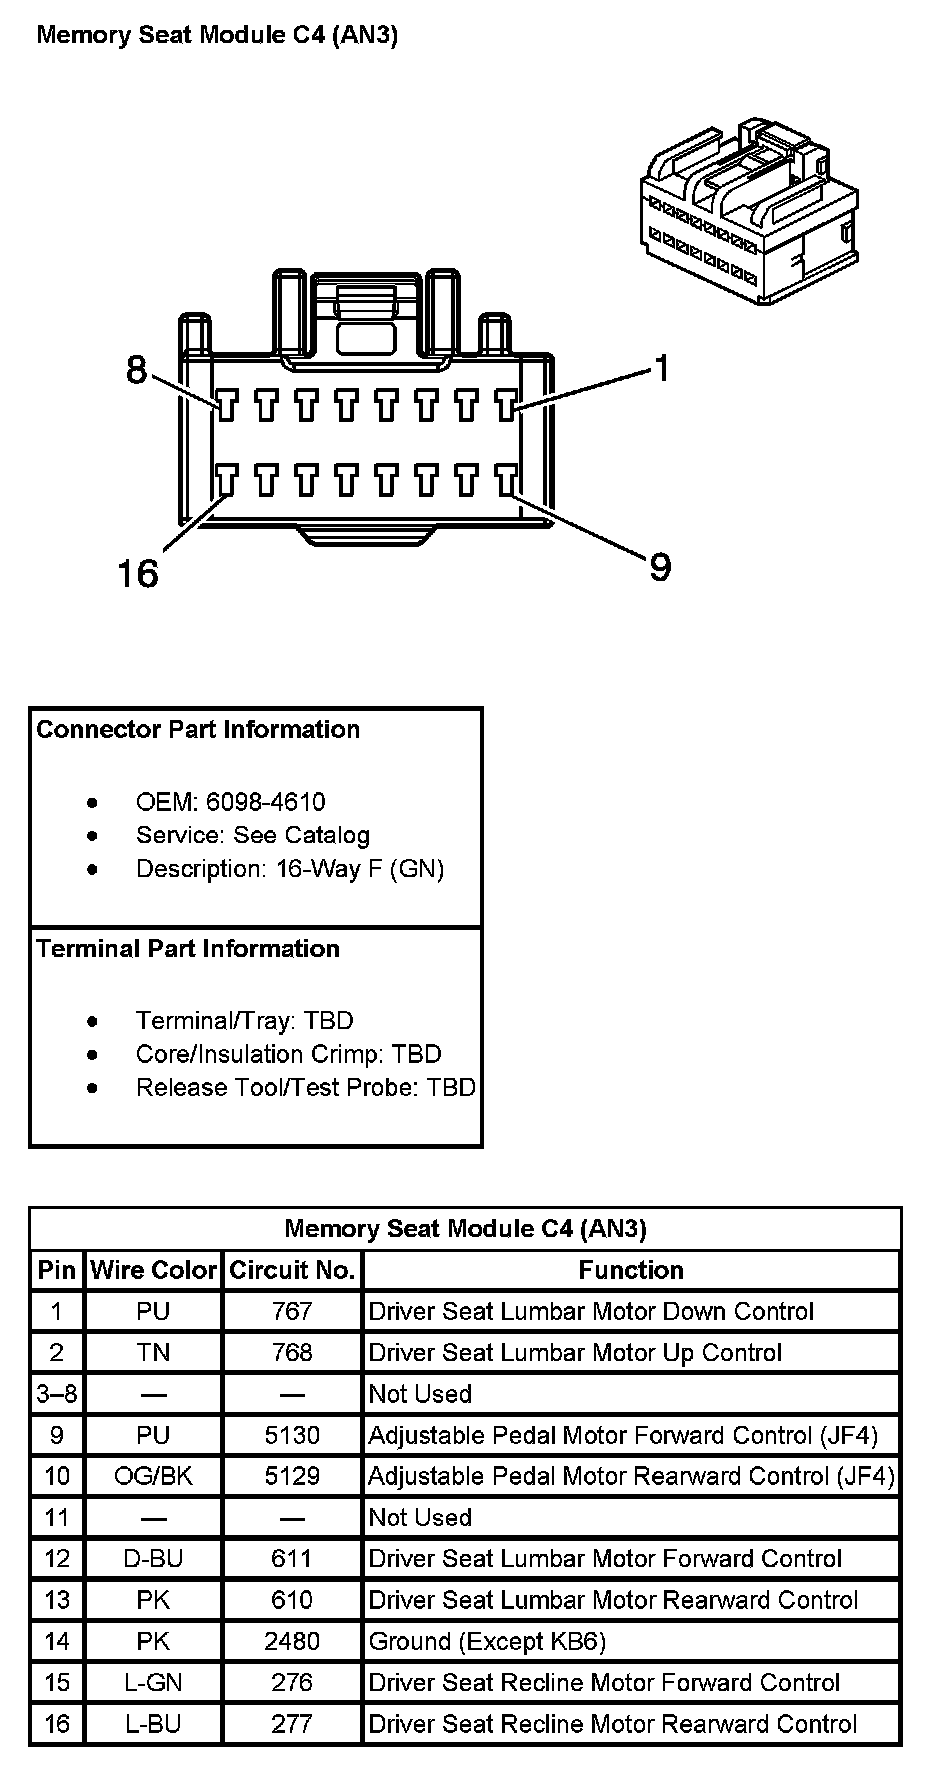 Memory Seat Module C4 (AN3)
8
1
16
9
Connector Part Information
• OEM: 6098-4610
• Service: See Catalog
• Description: 16-Way F (GN)
Terminal Part Information
• Terminal/Tray: TBD
• Core/Insulation Crimp: TBD
• Release Tool/Test Probe: TBD
Memory Seat Module C4 (AN3)
Pin Wire Color Circuit No. Function
1 PU 767 Driver Seat Lumbar Motor Down Control
2 TN 768 Driver Seat Lumbar Motor Up Control
3–8 — — Not Used
9 PU 5130 Adjustable Pedal Motor Forward Control (JF4)
10 OG/BK 5129 Adjustable Pedal Motor Rearward Control (JF4)
11 — — Not Used
12 D-BU 611 Driver Seat Lumbar Motor Forward Control
13 PK 610 Driver Seat Lumbar Motor Rearward Control
14 PK 2480 Ground (Except KB6)
15 L-GN 276 Driver Seat Recline Motor Forward Control
16 L-BU 277 Driver Seat Recline Motor Rearward Control